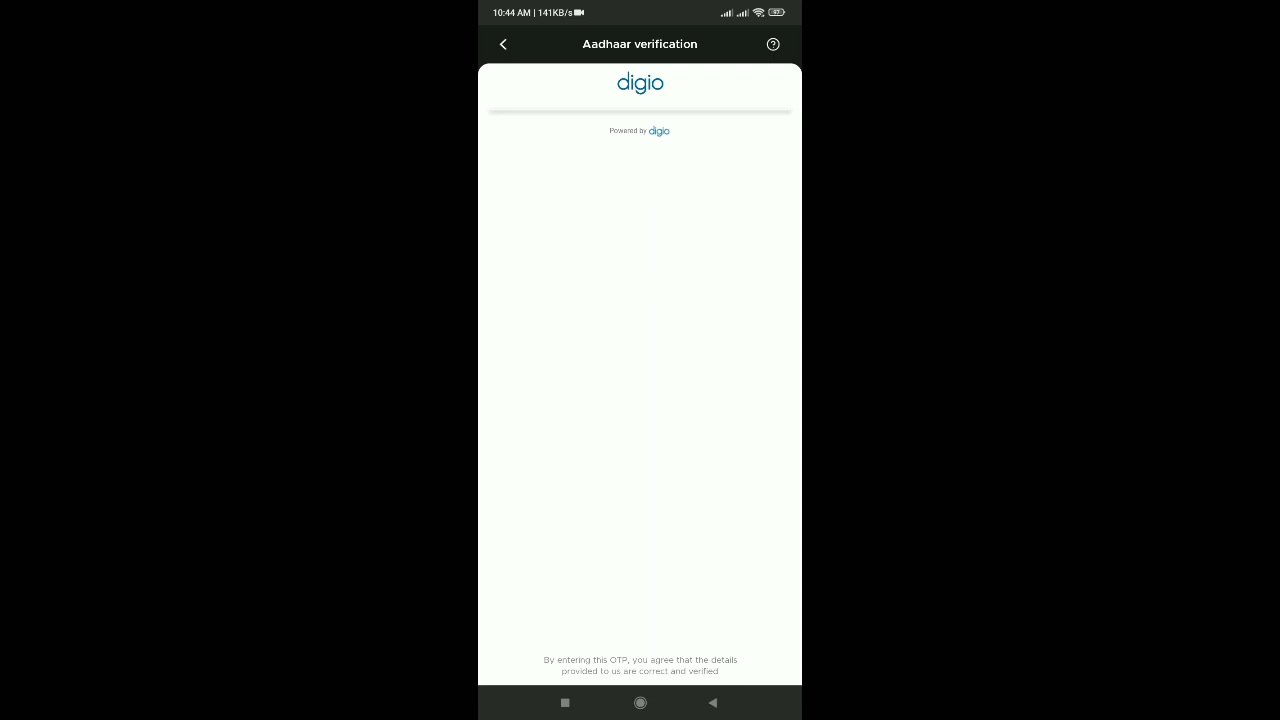 10:44 AM | 141KB/s
97
Aadhaar verification
digio
Powered by digio
By entering this OTP, you agree that the details
provided to us are correct and verified